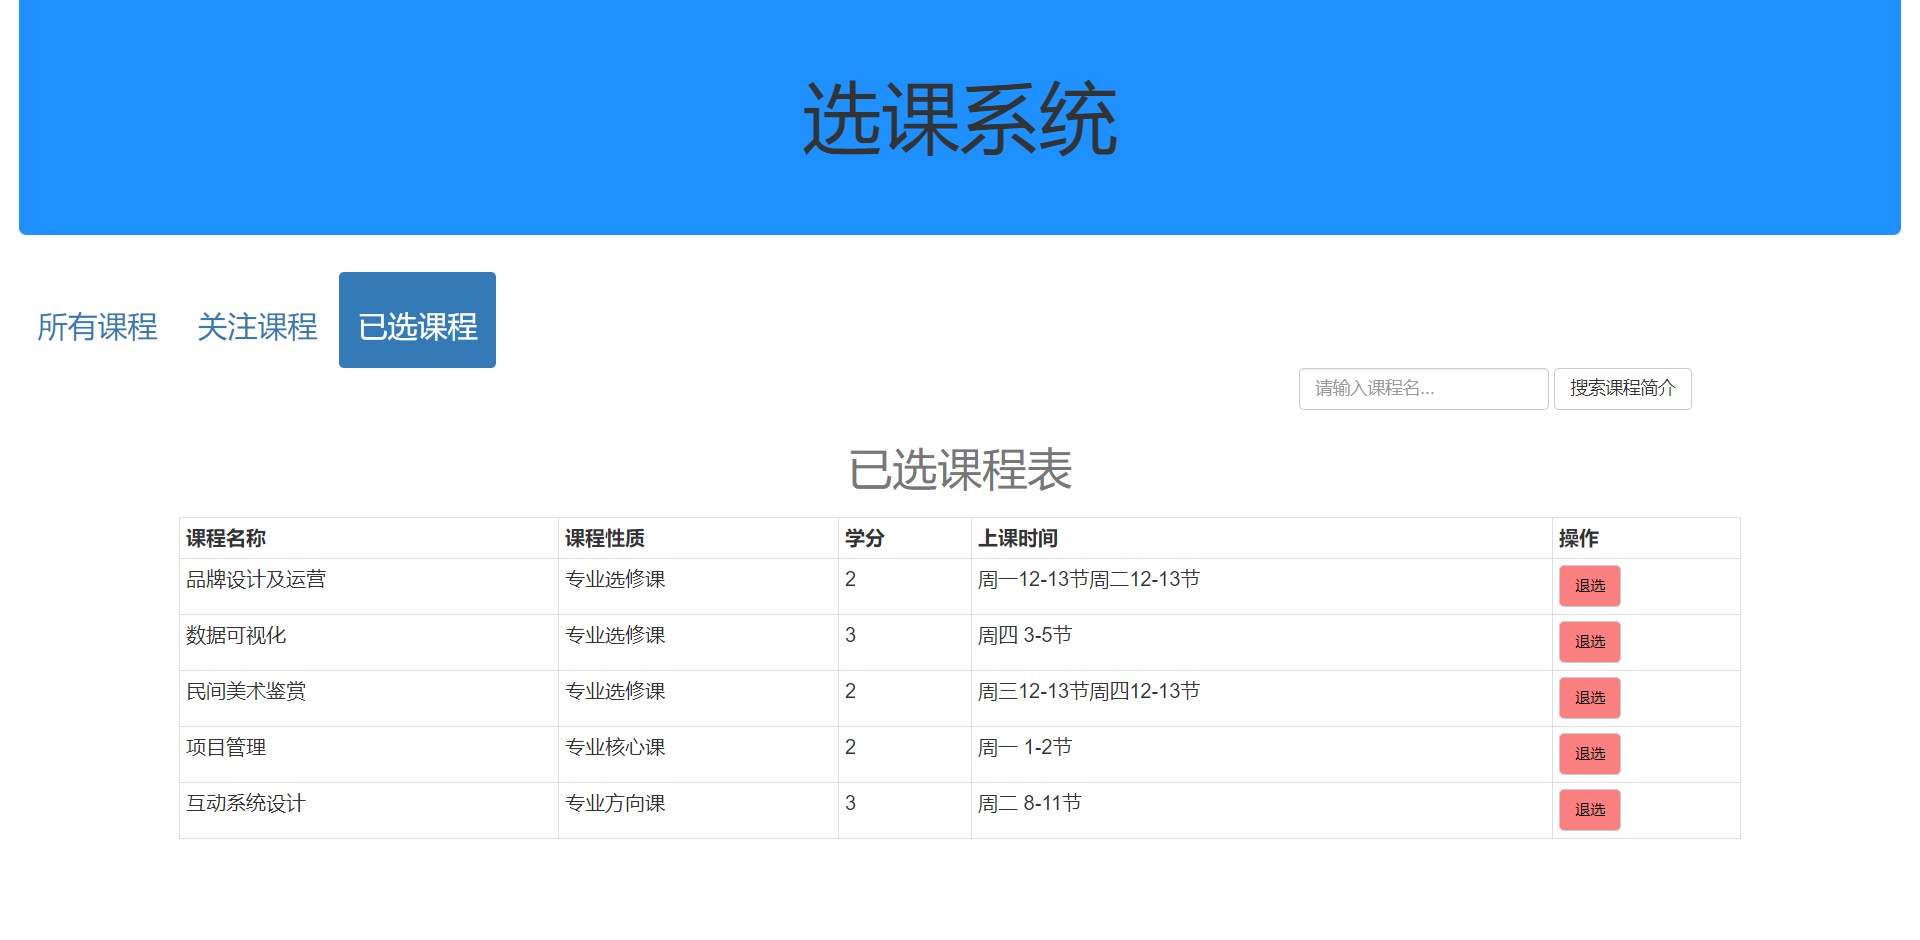 选课系统
所有课程 关注课程 已选课程
请输入课程名... 搜索课程简介
已选课程表
课程名称 课程性质 学分 上课时间 操作
品牌设计及运营 专业选修课 2 周一12-13节周二12-13节 退选
数据可视化 专业选修课 3 周四 3-5节 退选
民间美术鉴赏 专业选修课 2 周三12-13节周四12-13节 退选
项目管理 专业核心课 2 周一 1-2节 退选
互动系统设计 专业方向课 3 周二 8-11节 退选